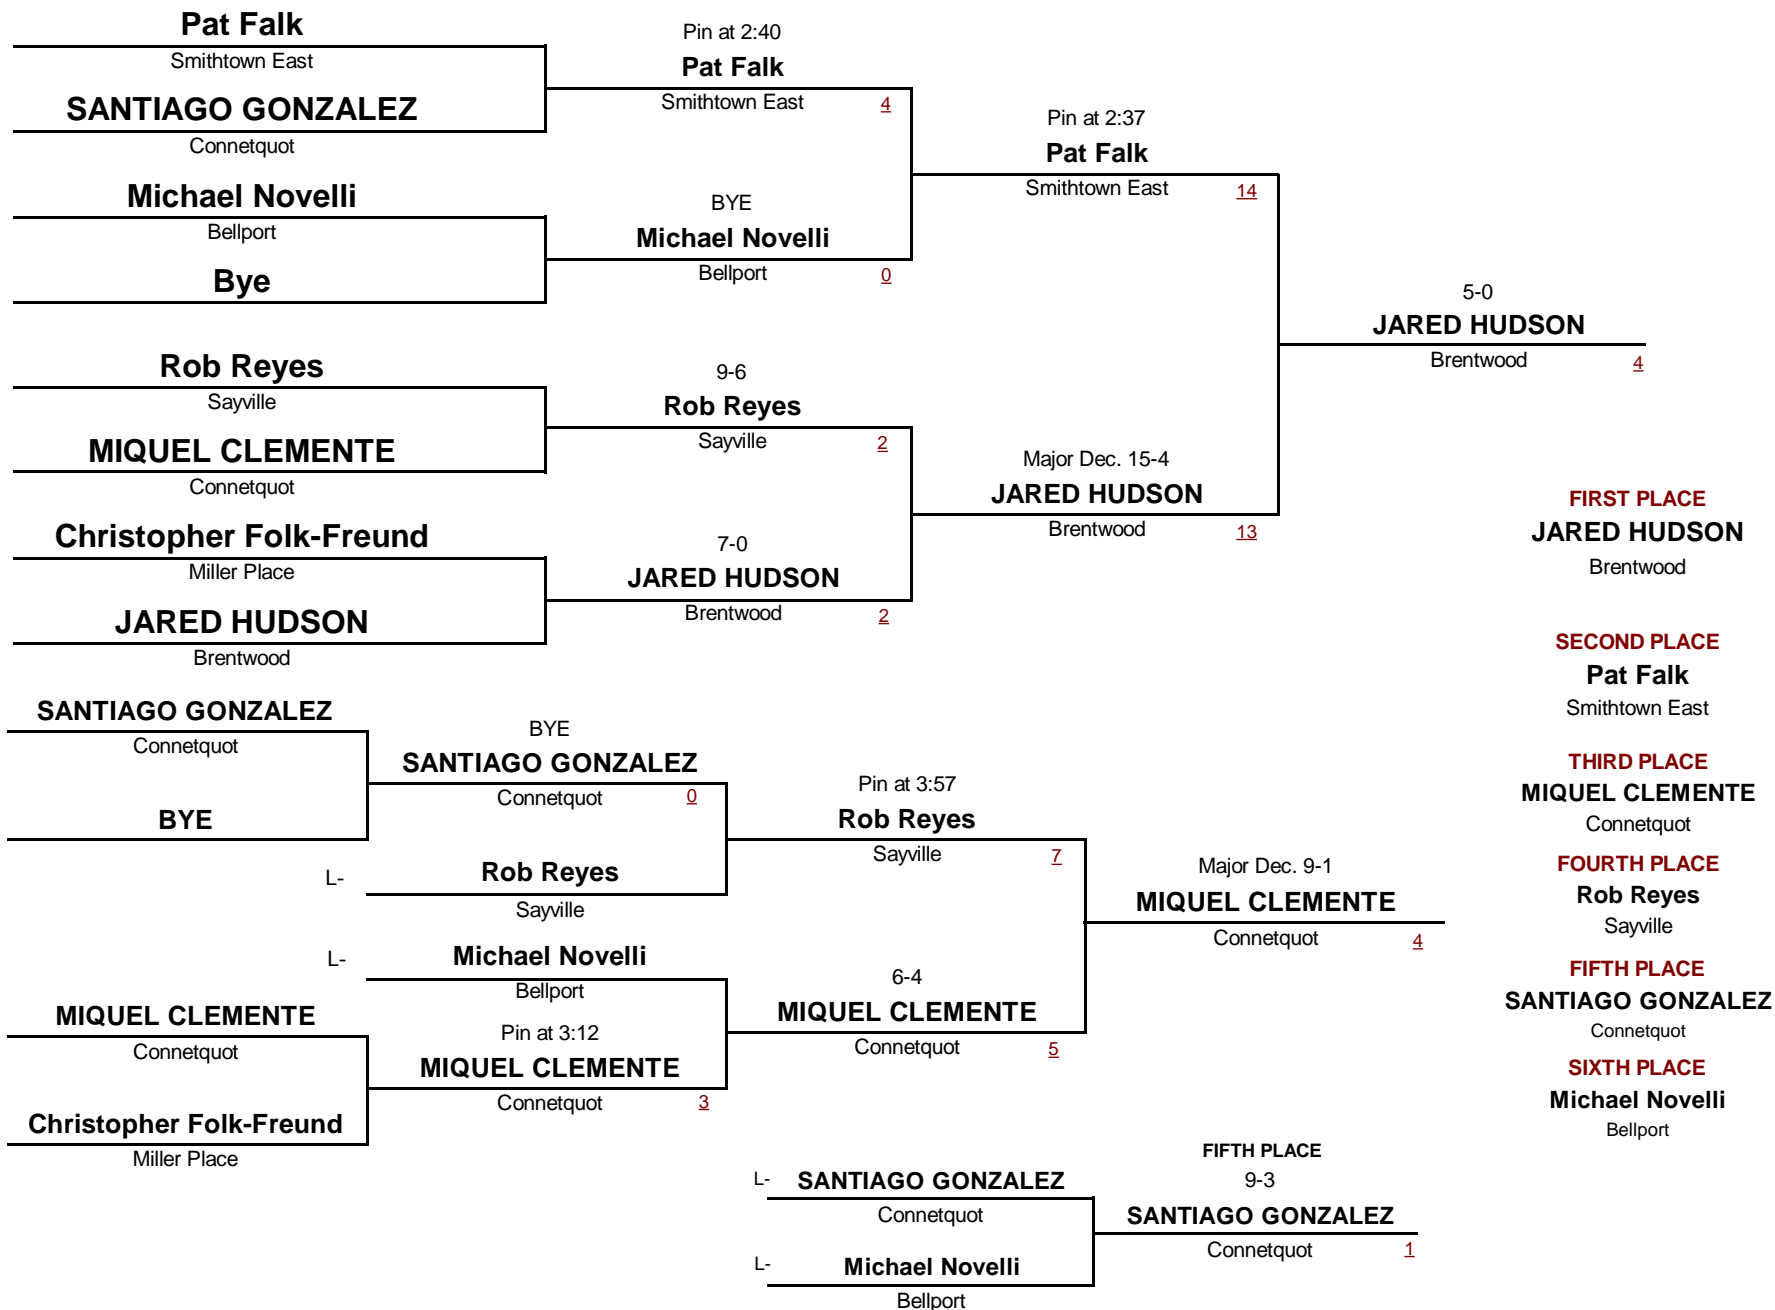 Pat Falk
Smithtown East
SANTIAGO GONZALEZ
Connetquot
Michael Novelli
Bellport
Bye
Rob Reyes
Sayville
MIQUEL CLEMENTE
Connetquot
Christopher Folk-Freund
Miller Place
JARED HUDSON
Brentwood
Pin at 2:40
Pat Falk
Smithtown East 4
BYE
Michael Novelli
Bellport 0
9-6
Rob Reyes
Sayville 2
7-0
JARED HUDSON
Brentwood 2
Pin at 2:37
Pat Falk
Smithtown East 14
Major Dec. 15-4
JARED HUDSON
Brentwood 13
5-0
JARED HUDSON
Brentwood 4
SANTIAGO GONZALEZ
Connetquot
BYE
MIQUEL CLEMENTE
Connetquot
Christopher Folk-Freund
Miller Place
BYE
SANTIAGO GONZALEZ
Connetquot 0
L- Rob Reyes
Sayville
L- Michael Novelli
Bellport
Pin at 3:12
MIQUEL CLEMENTE
Connetquot 3
Pin at 3:57
Rob Reyes
Sayville 7
6-4
MIQUEL CLEMENTE
Connetquot 5
Major Dec. 9-1
MIQUEL CLEMENTE
Connetquot 4
L- SANTIAGO GONZALEZ
Connetquot
L- Michael Novelli
Bellport
FIFTH PLACE
9-3
SANTIAGO GONZALEZ
Connetquot 1
FIRST PLACE
JARED HUDSON
Brentwood
SECOND PLACE
Pat Falk
Smithtown East
THIRD PLACE
MIQUEL CLEMENTE
Connetquot
FOURTH PLACE
Rob Reyes
Sayville
FIFTH PLACE
SANTIAGO GONZALEZ
Connetquot
SIXTH PLACE
Michael Novelli
Bellport